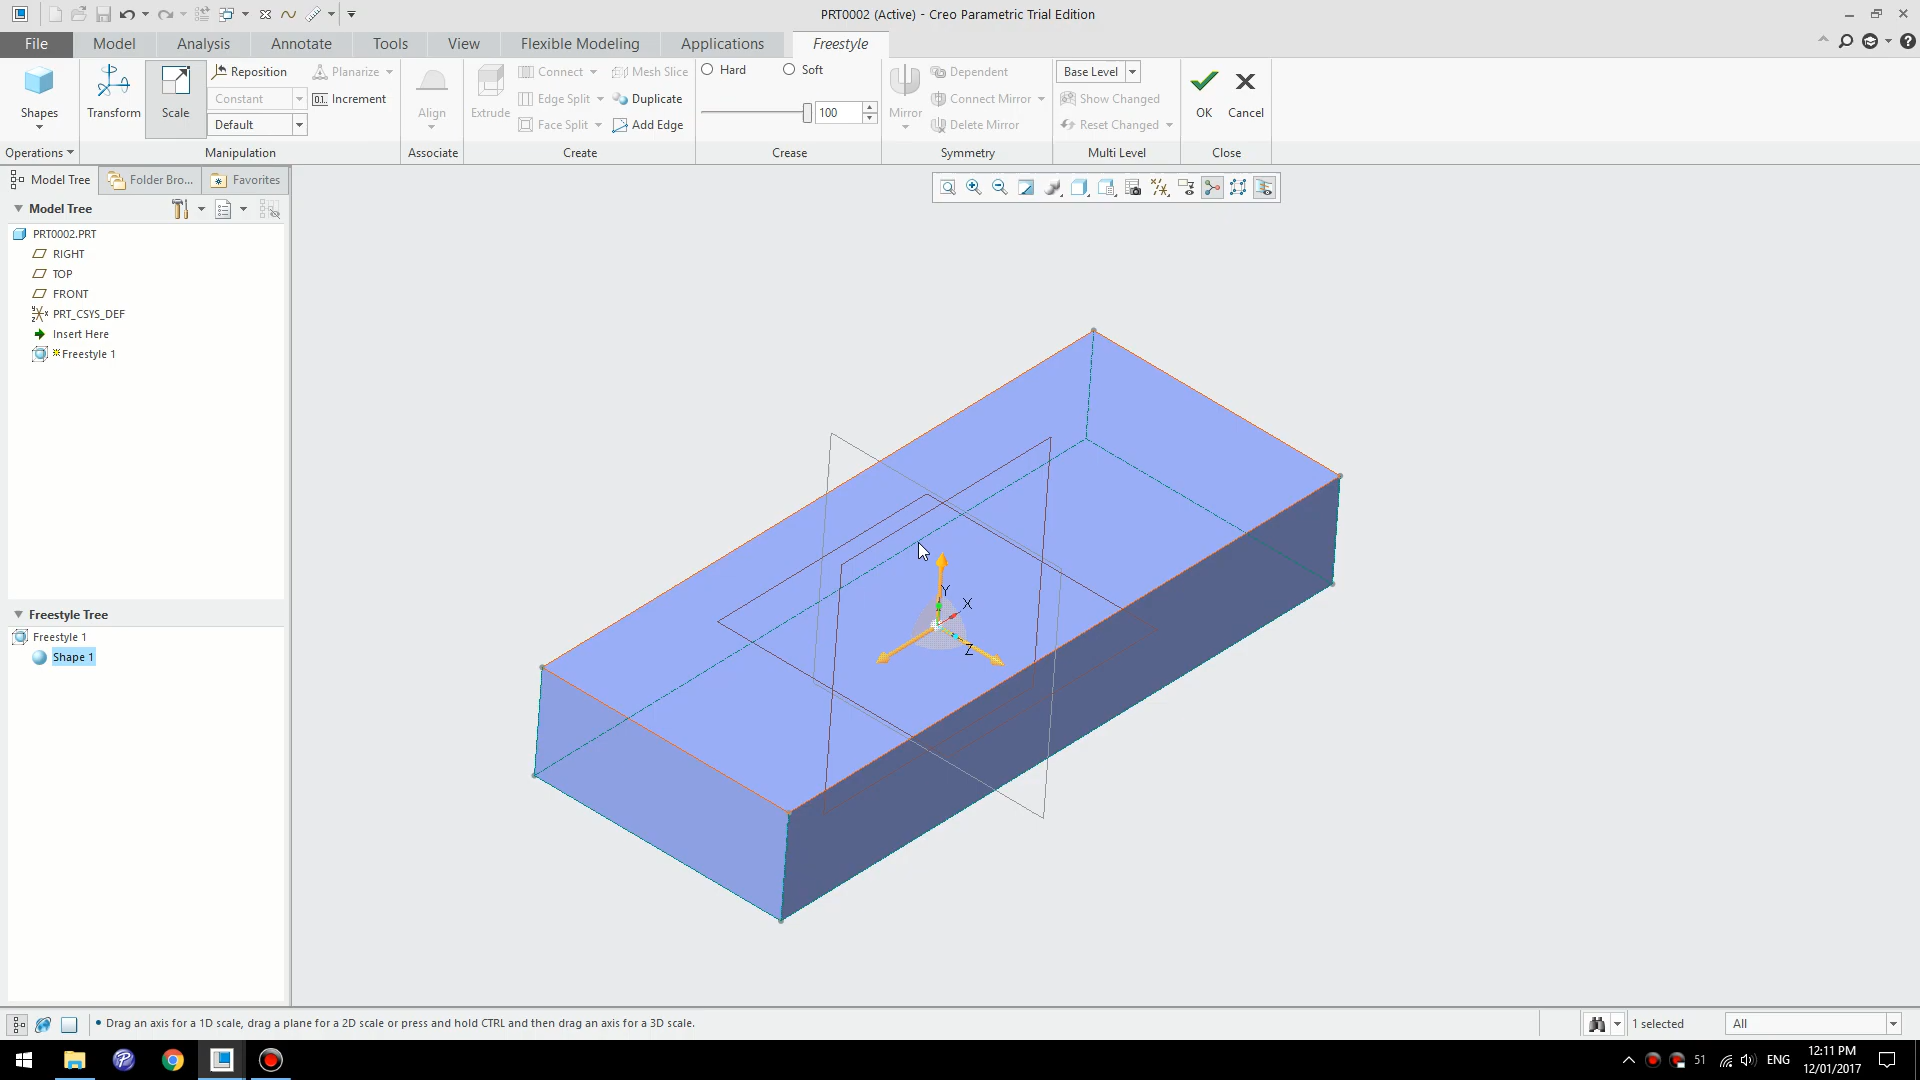 PRT0002 (Active) - Creo Parametric Trial Edition
File Model Analysis Annotate Tools View Flexible Modeling Applications Freestyle
Shapes
Operations
Transform
Scale
Reposition
Constant
Default
Planarize
Increment
Manipulation
Align
Associate
Extrude
Connect
Edge Split
Face Split
Mesh Slice
Duplicate
Add Edge
Create
Hard
Soft
100
Crease
Mirror
Dependent
Connect Mirror
Delete Mirror
Symmetry
Base Level
Show Changed
Reset Changed
Multi Level
OK
Cancel
Close
Model Tree
Folder Bro...
Favorites
Model Tree
PRT0002.PRT
RIGHT
TOP
FRONT
PRT_CSYS_DEF
Insert Here
Freestyle 1
Freestyle Tree
Freestyle 1
Shape 1
Y
X
Z
Drag an axis for a 1D scale, drag a plane for a 2D scale or press and hold CTRL and then drag an axis for a 3D scale.
1 selected
All
51
ENG
12:11 PM
12/01/2017